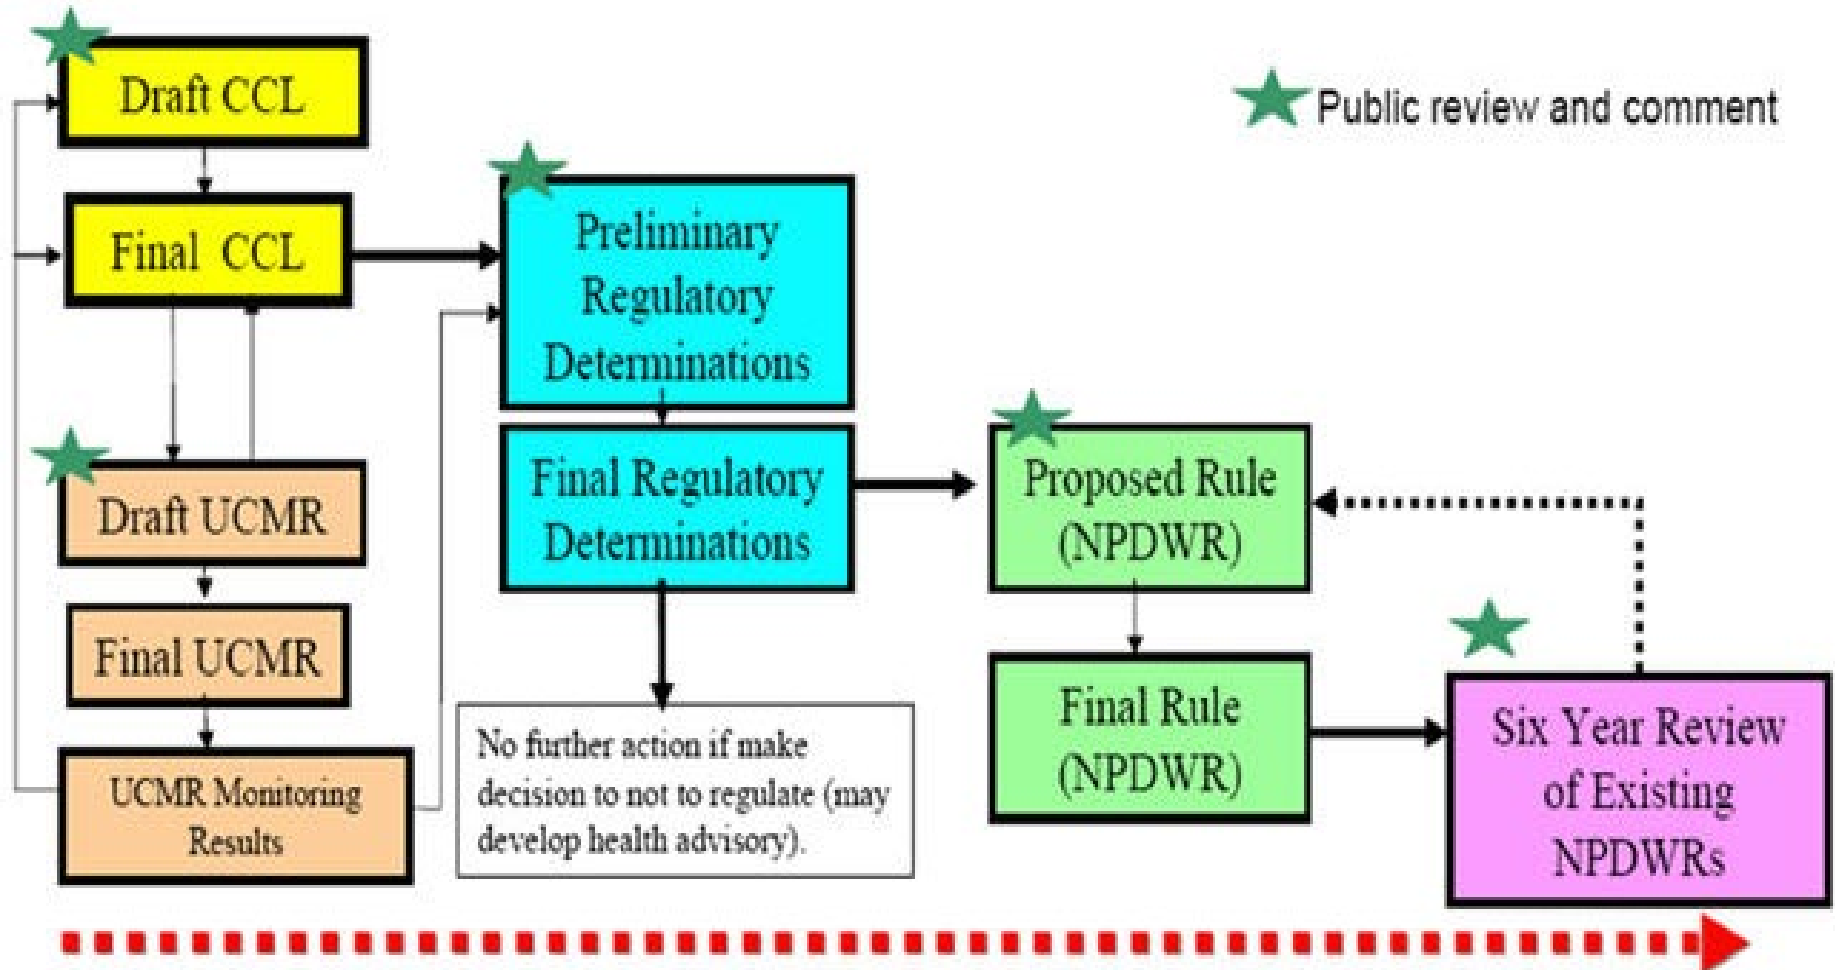 Draft CCL
Public review and comment
Final CCL
Preliminary
Regulatory
Determinations
Draft UCMR
Final Regulatory
Determinations
Proposed Rule
(NPDWR)
Final UCMR
UCMR Monitoring
Results
No further action if make
decision to not to regulate (may
develop health advisory).
Final Rule
(NPDWR)
Six Year Review
of Existing
NPDWRs